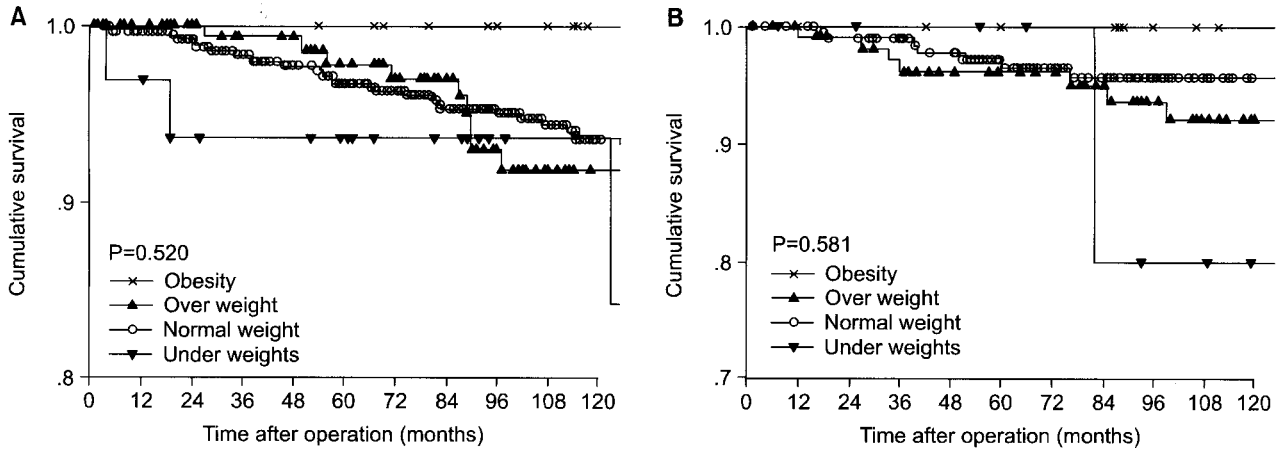 A
Cumulative survival
1.0
.9
.8
P=0.520
Obesity
Over weight
Normal weight
Under weights
0 12 24 36 48 60 72 84 96 108 120
Time after operation (months)
B
Cumulative survival
1.0
.9
.8
.7
P=0.581
Obesity
Over weight
Normal weight
Under weights
0 12 24 36 48 60 72 84 96 108 120
Time after operation (months)